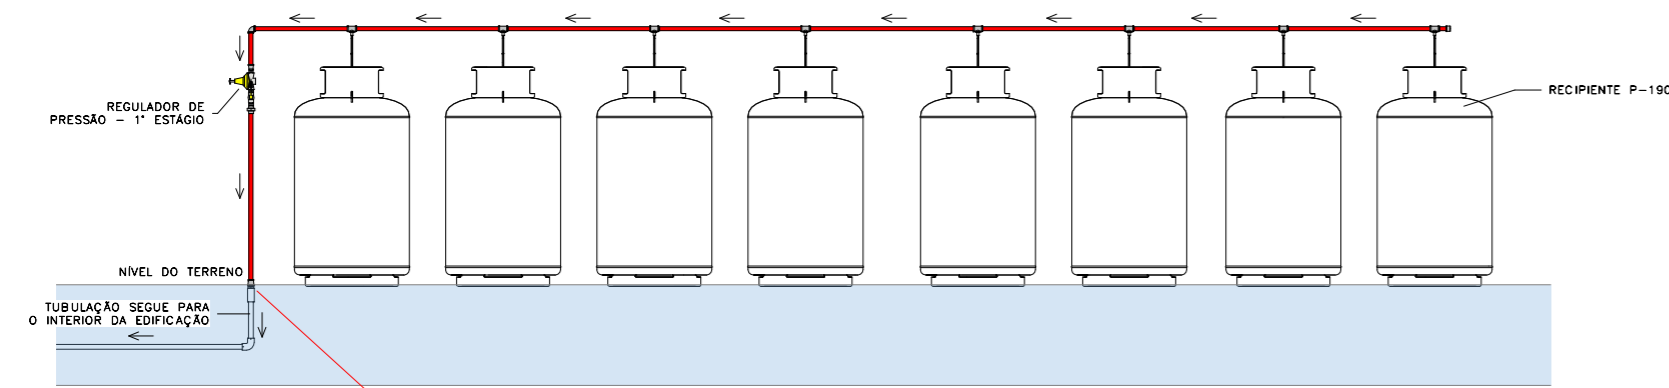 REGULADOR DE
PRESSÃO – 1° ESTÁGIO
RECIPIENTE P–190
NÍVEL DO TERRENO
TUBULAÇÃO SEGUE PARA
O INTERIOR DA EDIFICAÇÃO